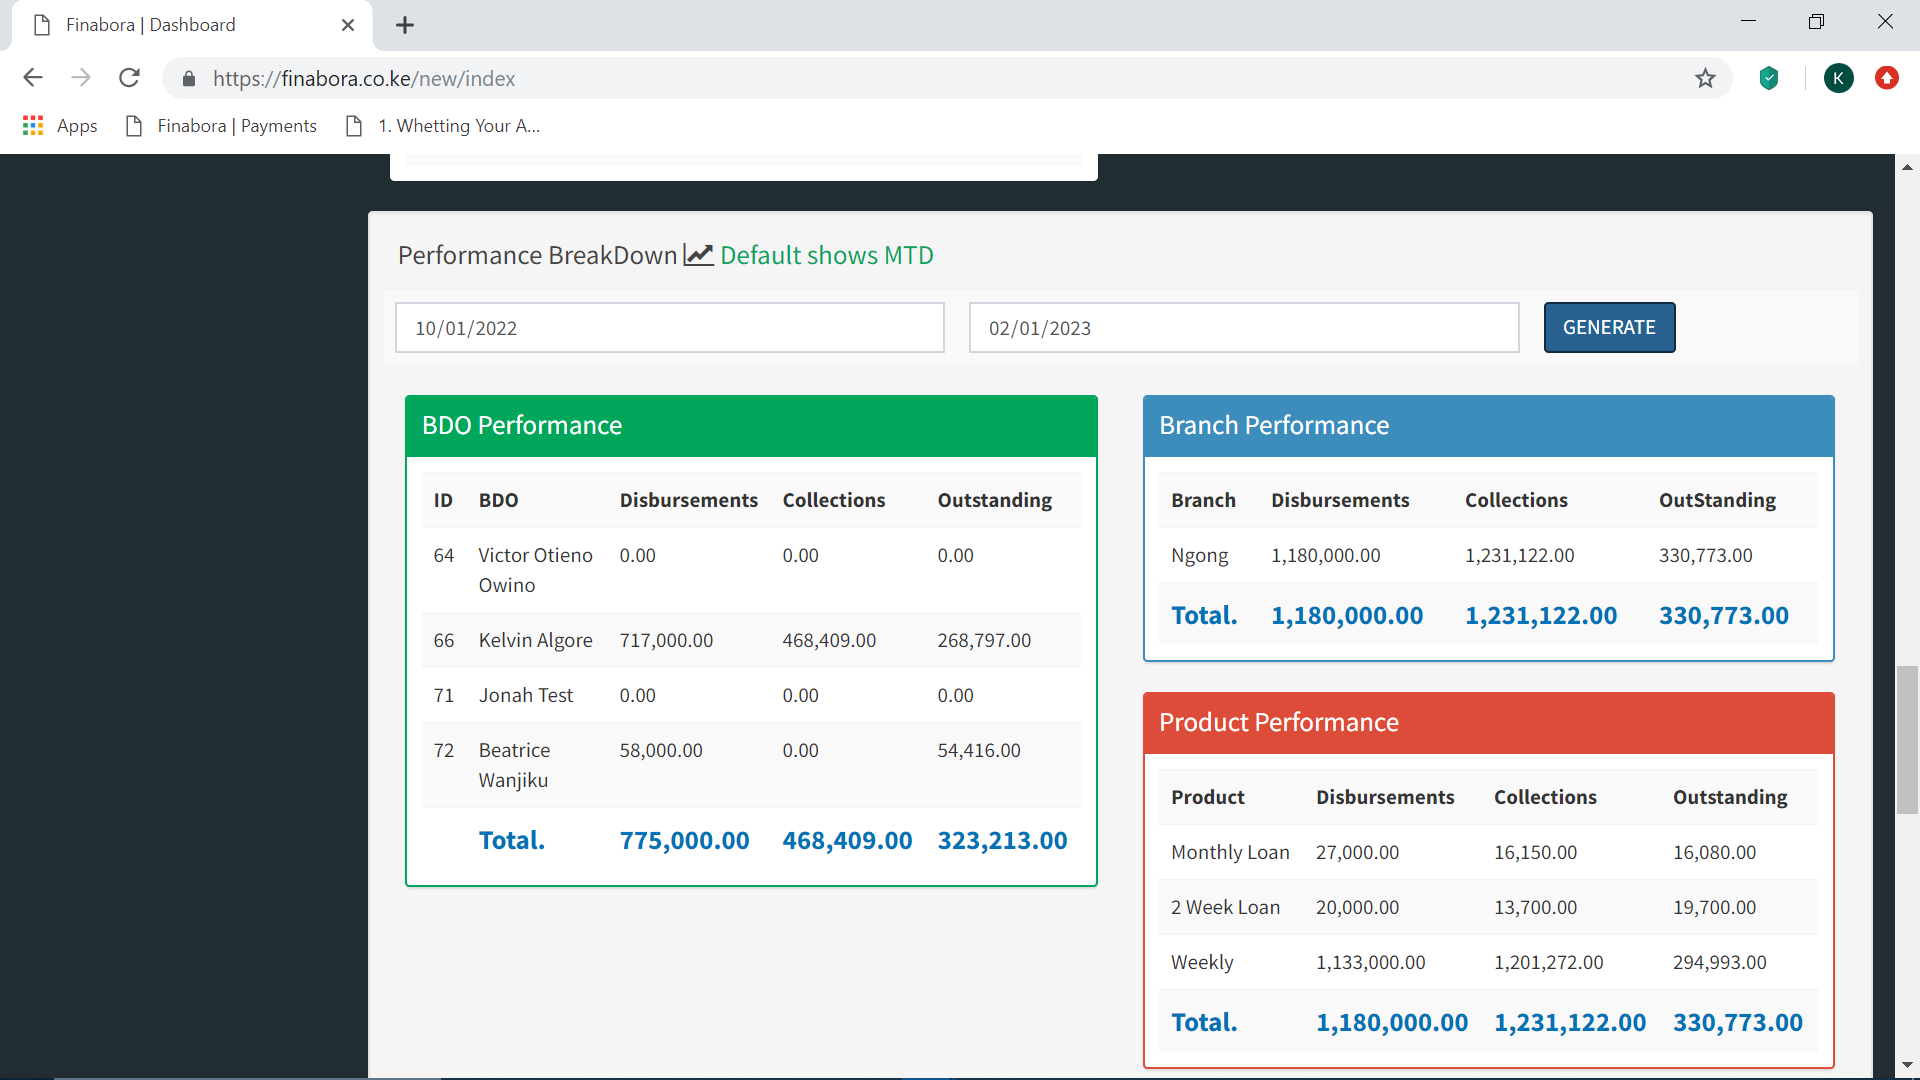 Finabora | Dashboard
https://finabora.co.ke/new/index
K
Apps
Finabora | Payments
1. Whetting Your A...
Performance BreakDown Default shows MTD
10/01/2022
02/01/2023
GENERATE
BDO Performance
ID BDO Disbursements Collections Outstanding
64 Victor Otieno Owino 0.00 0.00 0.00
66 Kelvin Algore 717,000.00 468,409.00 268,797.00
71 Jonah Test 0.00 0.00 0.00
72 Beatrice Wanjiku 58,000.00 0.00 54,416.00
Total. 775,000.00 468,409.00 323,213.00
Branch Performance
Branch Disbursements Collections OutStanding
Ngong 1,180,000.00 1,231,122.00 330,773.00
Total. 1,180,000.00 1,231,122.00 330,773.00
Product Performance
Product Disbursements Collections Outstanding
Monthly Loan 27,000.00 16,150.00 16,080.00
2 Week Loan 20,000.00 13,700.00 19,700.00
Weekly 1,133,000.00 1,201,272.00 294,993.00
Total. 1,180,000.00 1,231,122.00 330,773.00